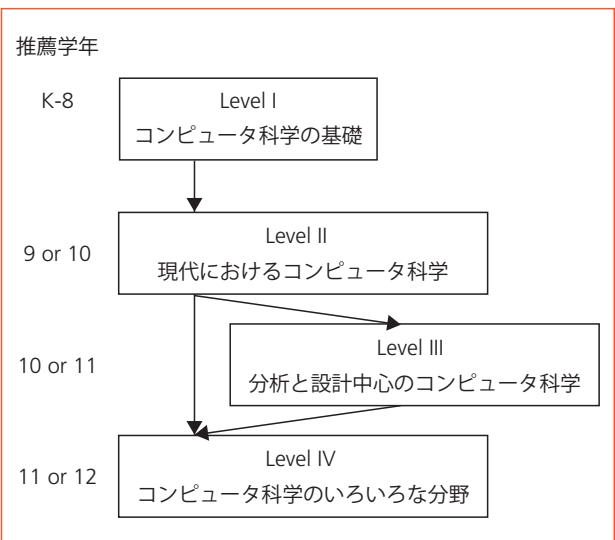 推薦学年
K-8
Level I
コンピュータ科学の基礎
9 or 10
Level II
現代におけるコンピュータ科学
10 or 11
Level III
分析と設計中心のコンピュータ科学
11 or 12
Level IV
コンピュータ科学のいろいろな分野